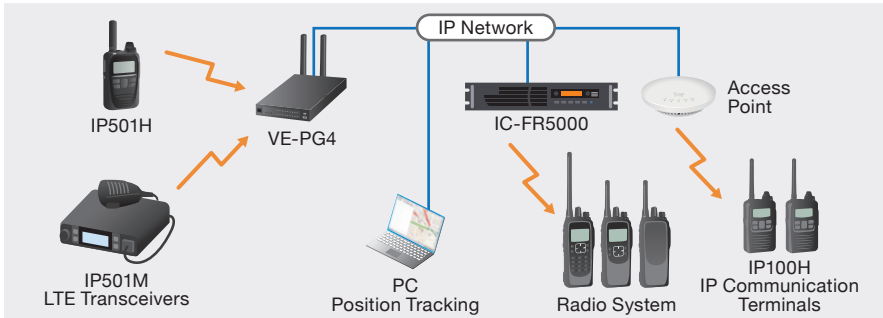 IP Network
IP501H
VE-PG4
IC-FR5000
Access
Point
IP501M
LTE Transceivers
PC
Position Tracking
Radio System
IP100H
IP Communication
Terminals